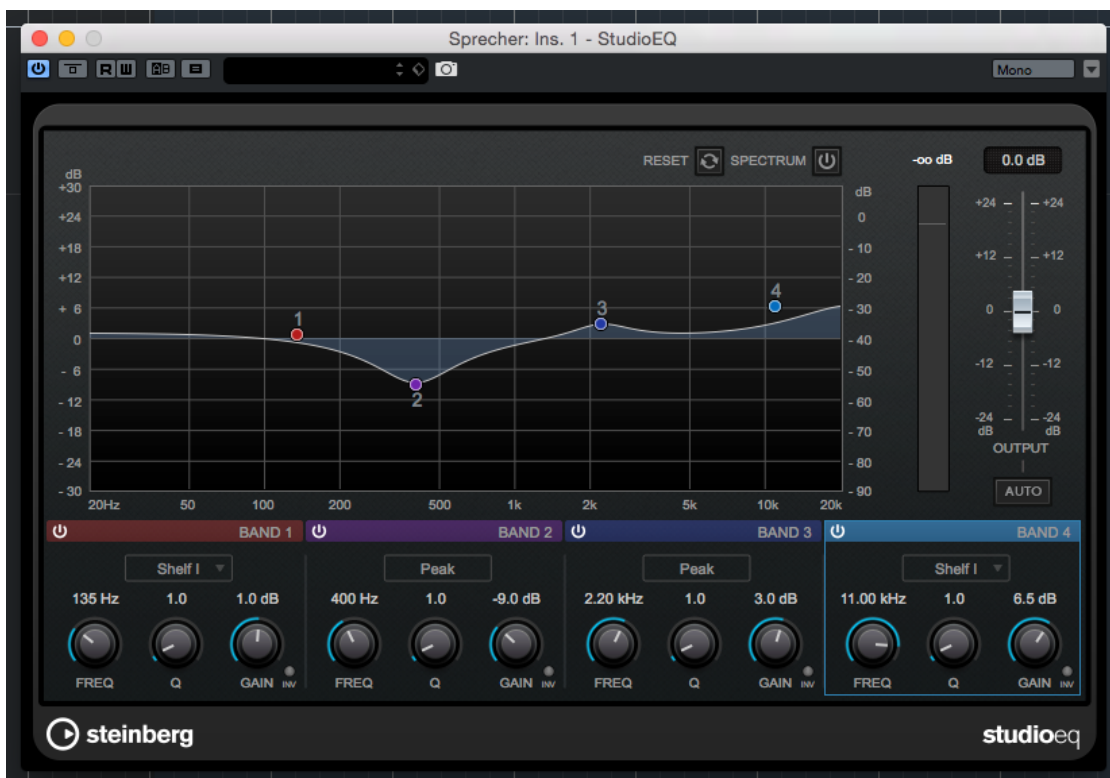 Sprecher: Ins. 1 - StudioEQ
R W A B Mono
RESET SPECTRUM -oo dB 0.0 dB
dB dB
+30
+24 0 +24 +24
+18 - 10
+12 - 20 +12 +12
+ 6 - 30 0 0
0 - 40
- 6 - 50 -12 -12
- 12 - 60
- 18 - 70 -24 -24
dB dB
- 24 - 80 OUTPUT
- 30 - 90 AUTO
1 2 3 4
20Hz 50 100 200 500 1k 2k 5k 10k 20k
BAND 1 BAND 2 BAND 3 BAND 4
Shelf I Peak Peak Shelf I
135 Hz 1.0 1.0 dB 400 Hz 1.0 -9.0 dB 2.20 kHz 1.0 3.0 dB 11.00 kHz 1.0 6.5 dB
FREQ Q GAIN INV FREQ Q GAIN INV FREQ Q GAIN INV FREQ Q GAIN INV
steinberg studioeq